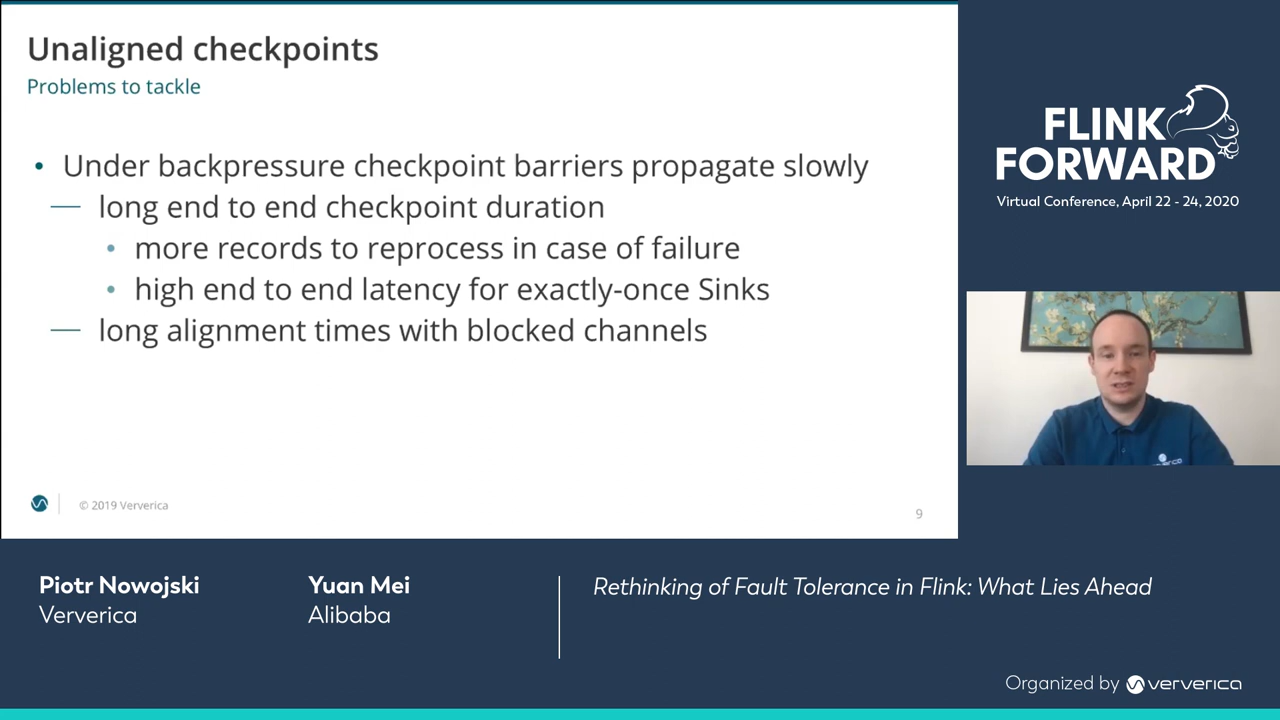 Unaligned checkpoints
Problems to tackle
• Under backpressure checkpoint barriers propagate slowly
— long end to end checkpoint duration
• more records to reprocess in case of failure
• high end to end latency for exactly-once Sinks
— long alignment times with blocked channels
© 2019 Ververica
9
FLINK
FORWARD
Virtual Conference, April 22 - 24, 2020
Piotr Nowojski
Ververica
Yuan Mei
Alibaba
Rethinking of Fault Tolerance in Flink: What Lies Ahead
Organized by ververica